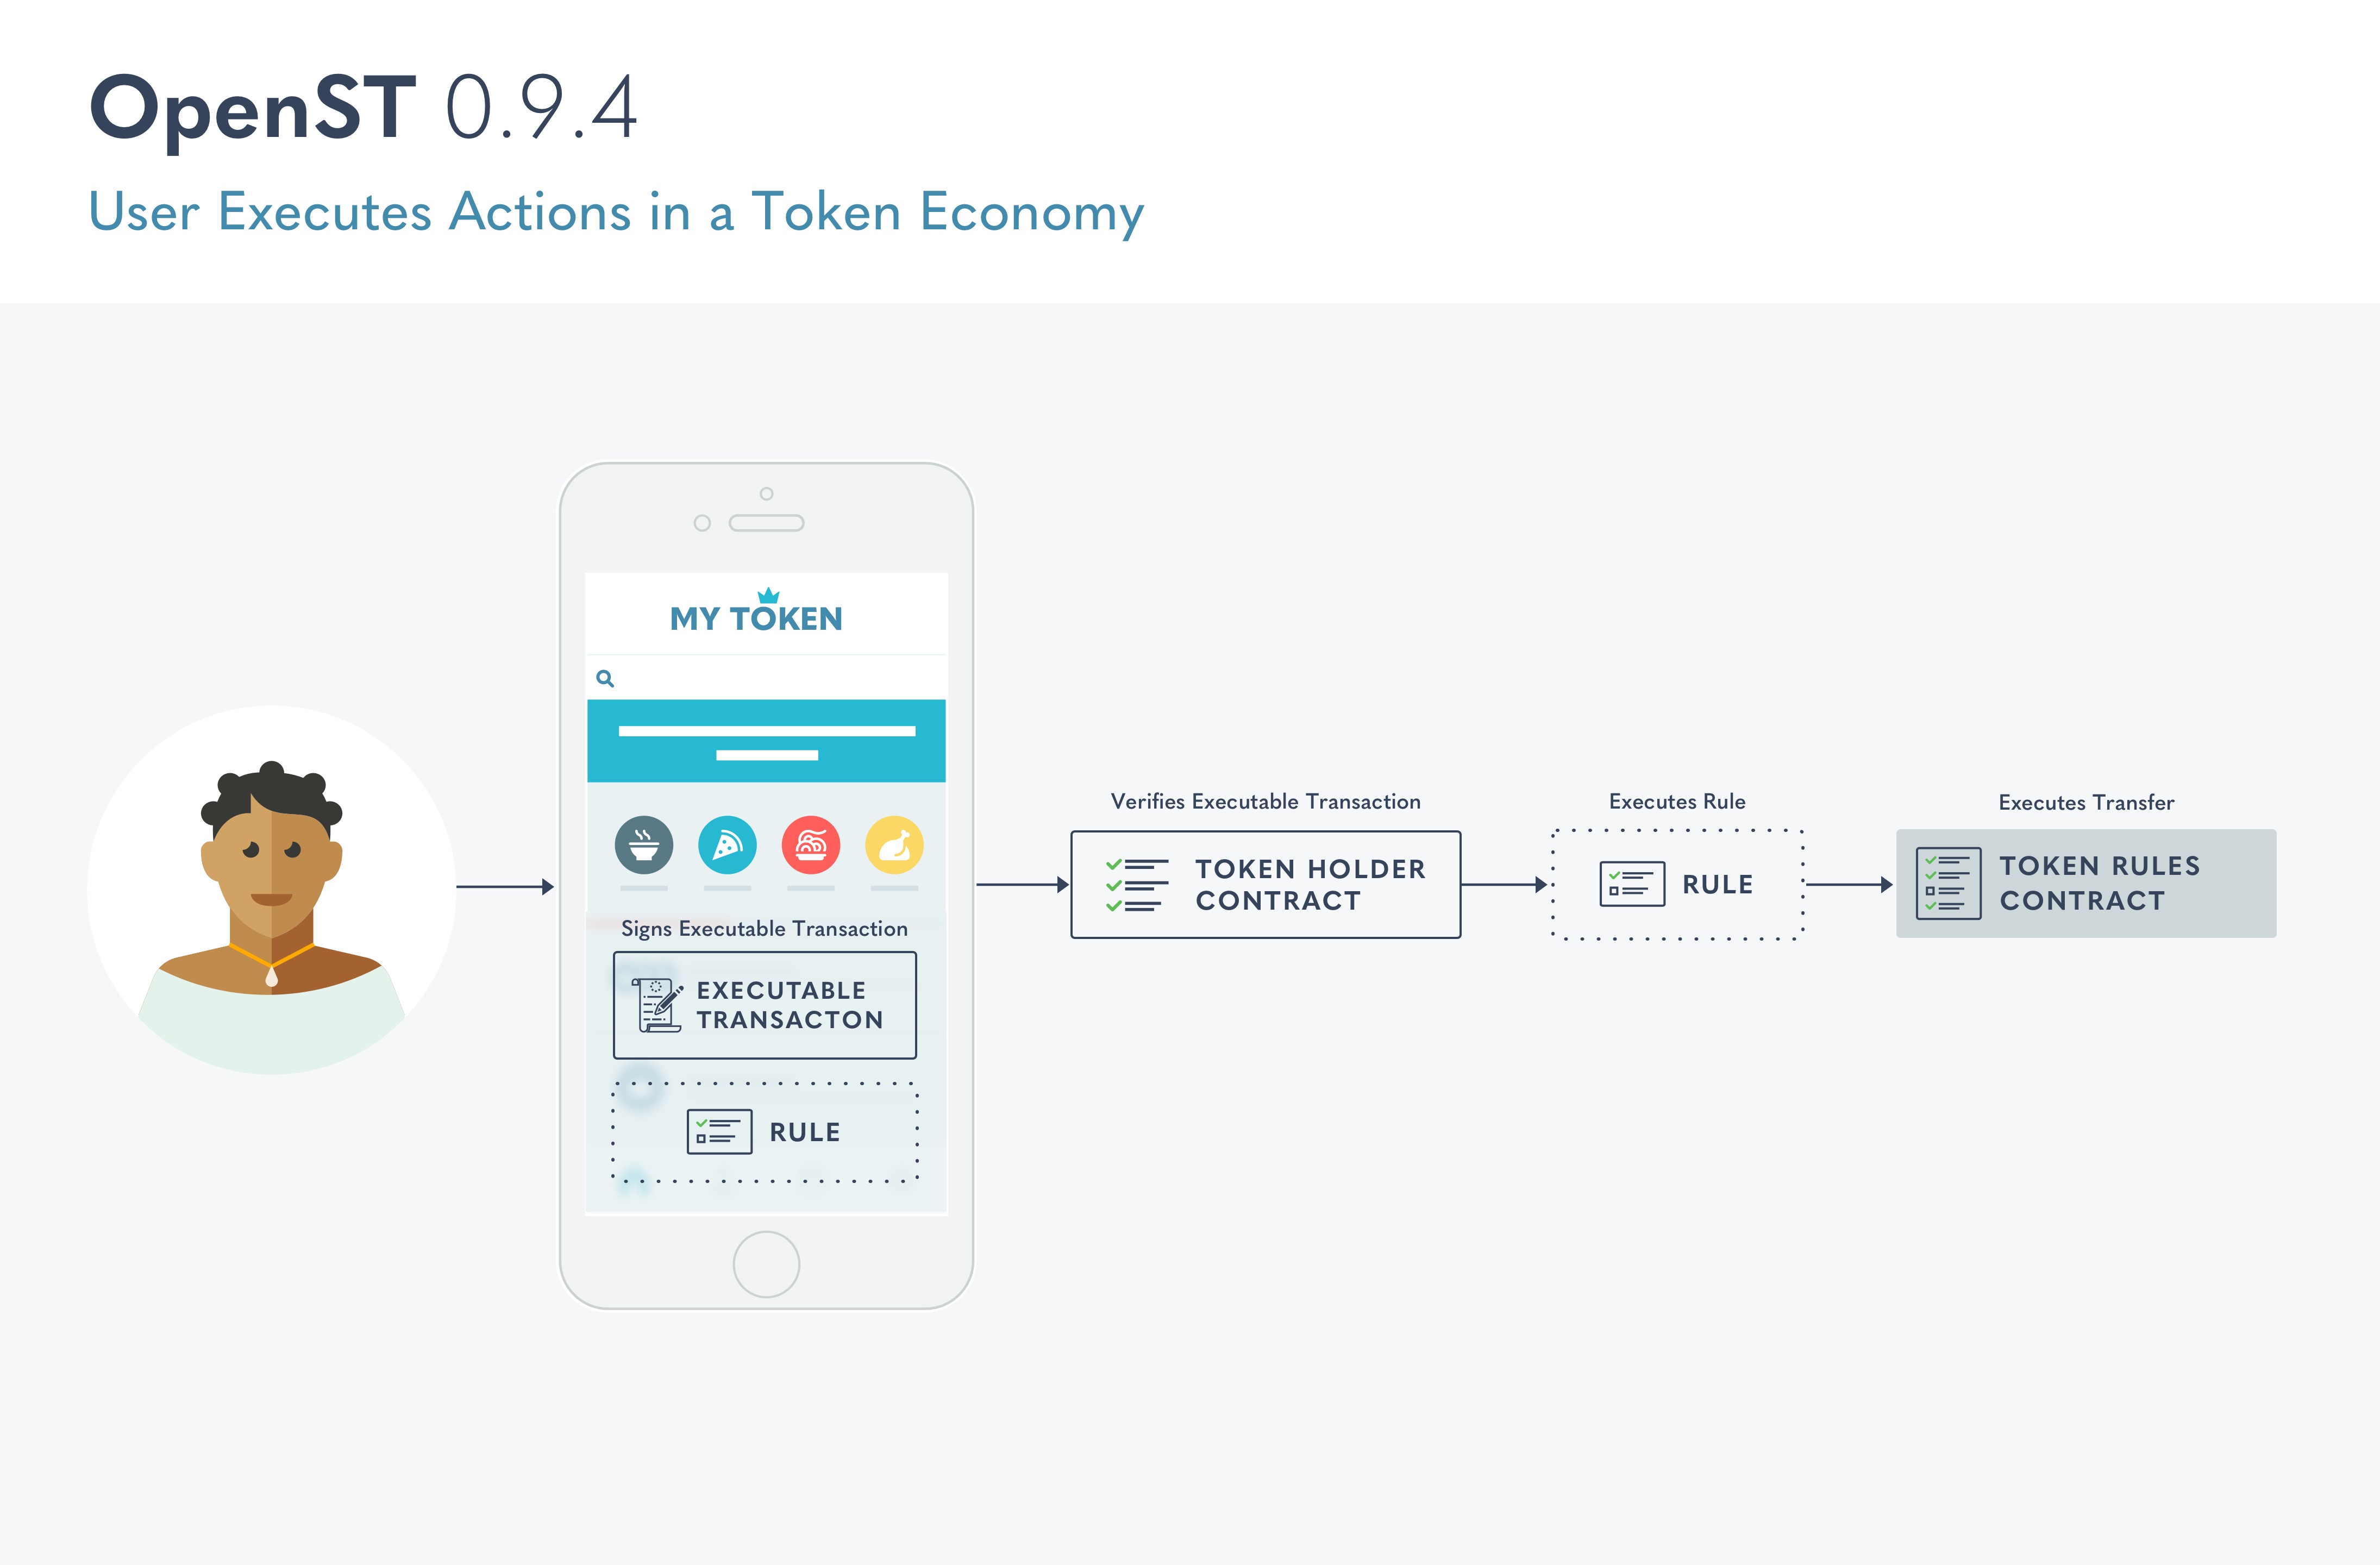 OpenST 0.9.4
User Executes Actions in a Token Economy
MY TOKEN
Signs Executable Transaction
EXECUTABLE
TRANSACTON
RULE
Verifies Executable Transaction
TOKEN HOLDER
CONTRACT
Executes Rule
RULE
Executes Transfer
TOKEN RULES
CONTRACT